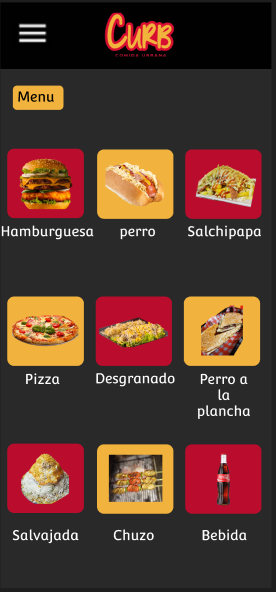 CURB
COMIDA URBANA
Menu
Hamburguesa
perro
Salchipapa
Pizza
Desgranado
Perro a
la
plancha
Salvajada
Chuzo
Bebida